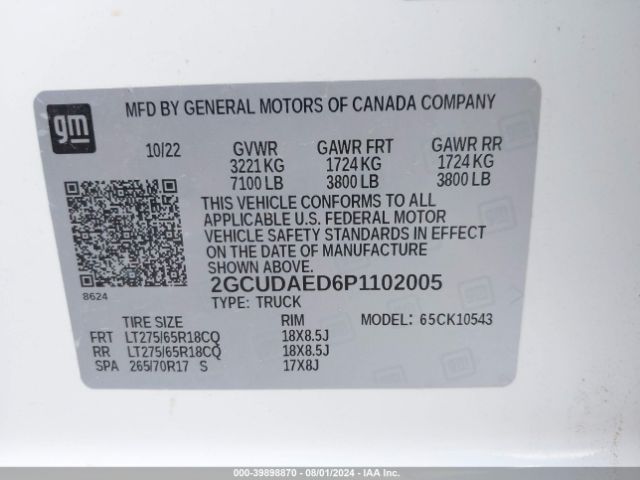 gm
MFD BY GENERAL MOTORS OF CANADA COMPANY
10/22 GVWR GAWR FRT GAWR RR
3221 KG 1724 KG 1724 KG
7100 LB 3800 LB 3800 LB
THIS VEHICLE CONFORMS TO ALL
APPLICABLE U.S. FEDERAL MOTOR
VEHICLE SAFETY STANDARDS IN EFFECT
ON THE DATE OF MANUFACTURE
SHOWN ABOVE.
8624
2GCUDAED6P1102005
TYPE: TRUCK
TIRE SIZE RIM MODEL: 65CK10543
FRT LT275/65R18CQ 18X8.5J
RR LT275/65R18CQ 18X8.5J
SPA 265/70R17 S 17X8J
000-39898870 - 08/01/2024 - IAAI.COM